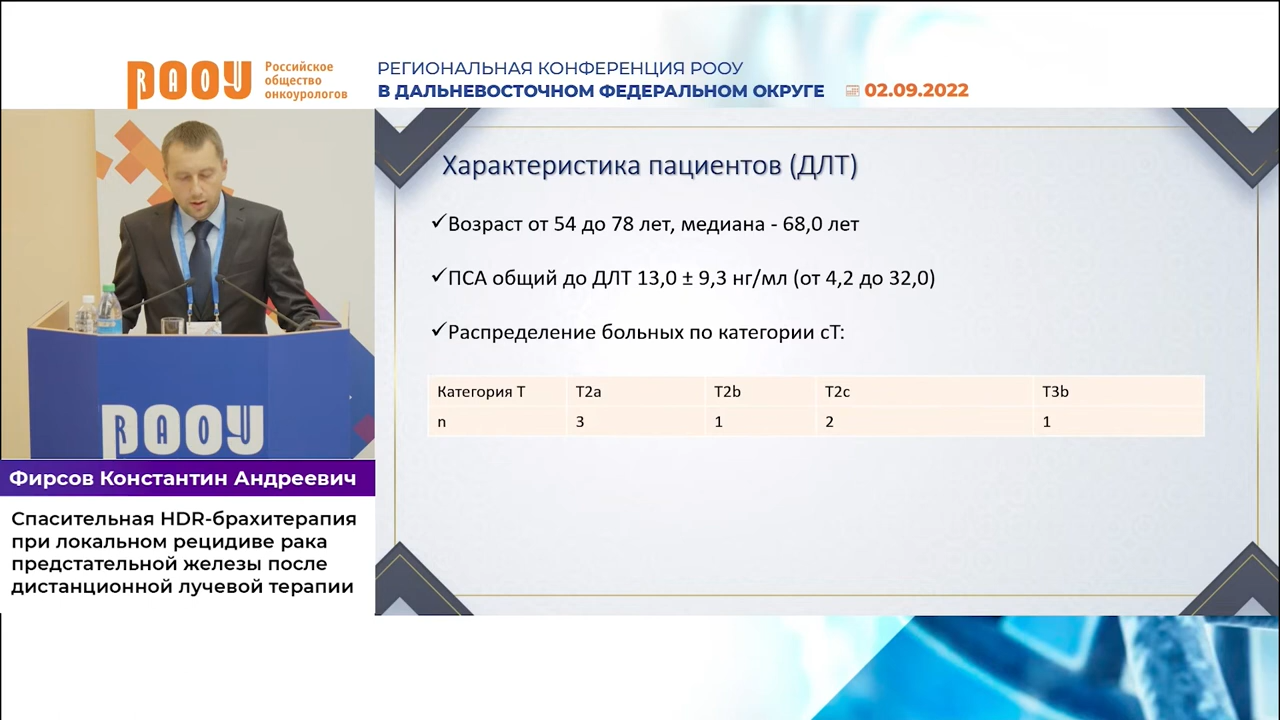 РООУ
RAOU
Российское
общество
онкоурологов
РЕГИОНАЛЬНАЯ КОНФЕРЕНЦИЯ РООУ
В ДАЛЬНЕВОСТОЧНОМ ФЕДЕРАЛЬНОМ ОКРУГЕ 02.09.2022
Характеристика пациентов (ДЛТ)
✓Возраст от 54 до 78 лет, медиана - 68,0 лет
✓ПСА общий до ДЛТ 13,0 ± 9,3 нг/мл (от 4,2 до 32,0)
✓Распределение больных по категории сТ:
Категория Т T2a T2b T2c T3b
n 3 1 2 1
РООУ
RAOU
Фирсов Константин Андреевич
Спасительная HDR-брахитерапия
при локальном рецидиве рака
предстательной железы после
дистанционной лучевой терапии